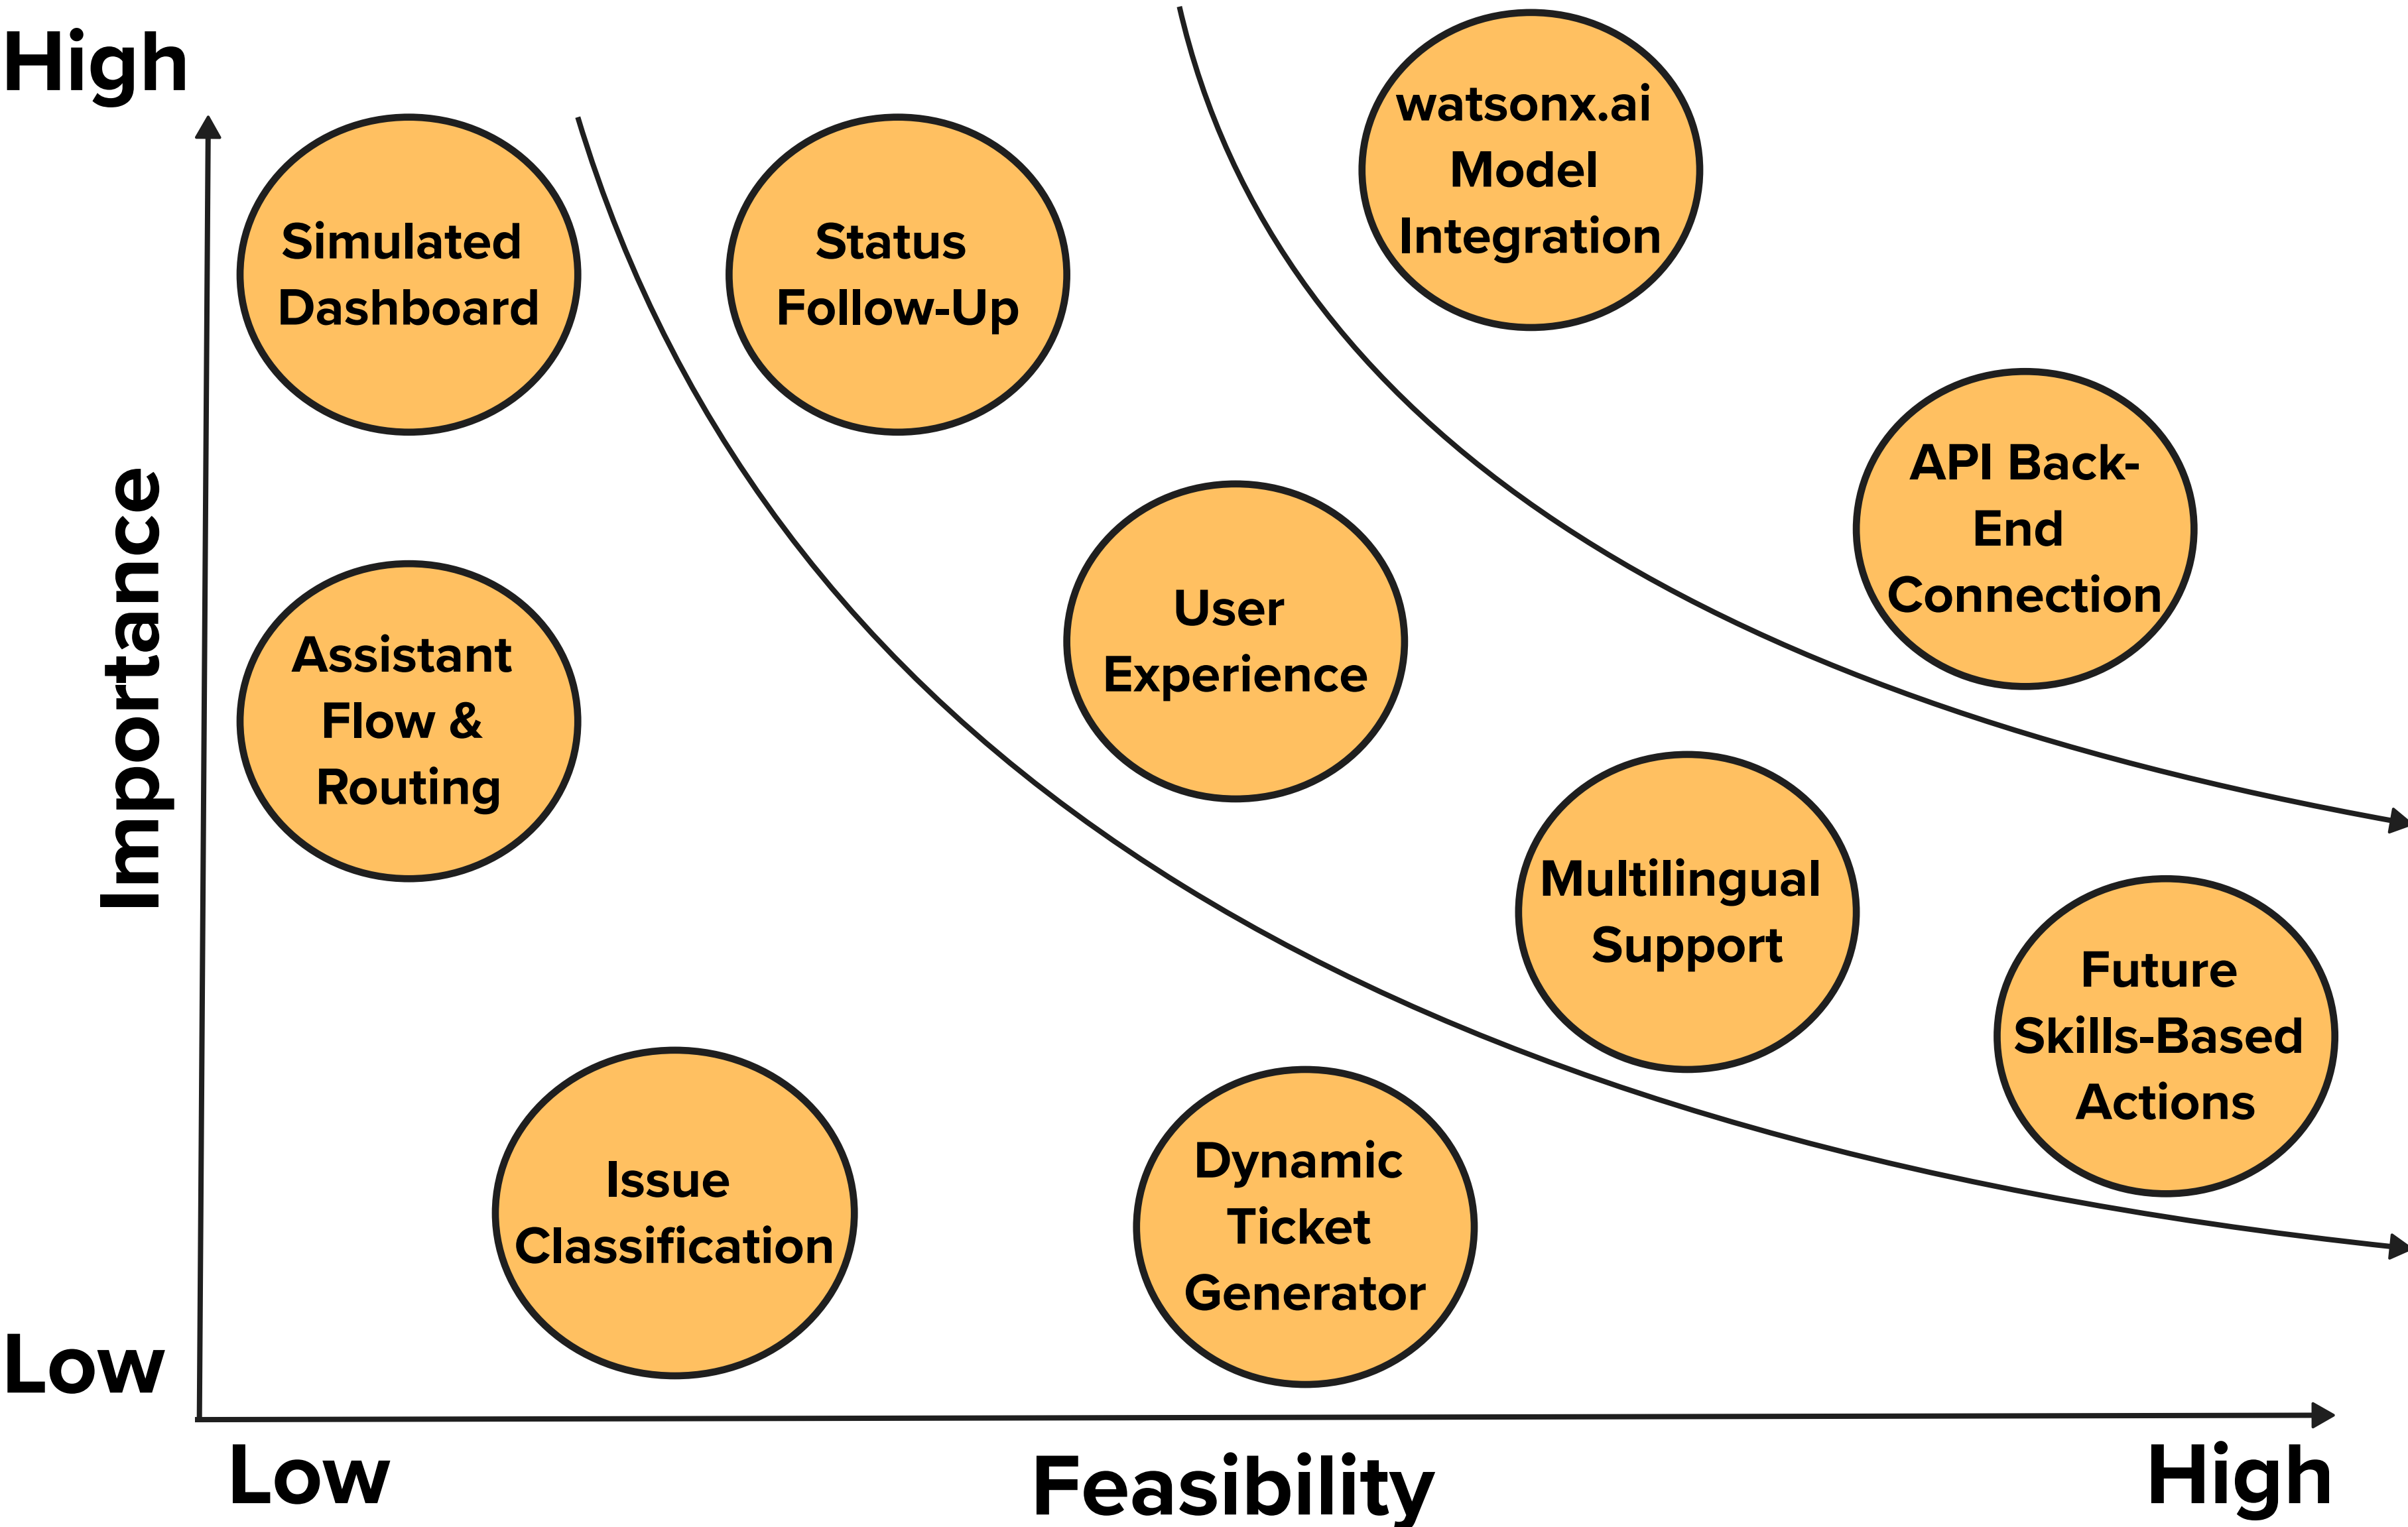 High
watsonx.ai
Model
Integration
Simulated
Dashboard
Status
Follow-Up
API Back-
End
Connection
Importance
User
Experience
Assistant
Flow &
Routing
Multilingual
Support
Future
Skills-Based
Actions
Issue
Classification
Dynamic
Ticket
Generator
Low
Low
Feasibility
High